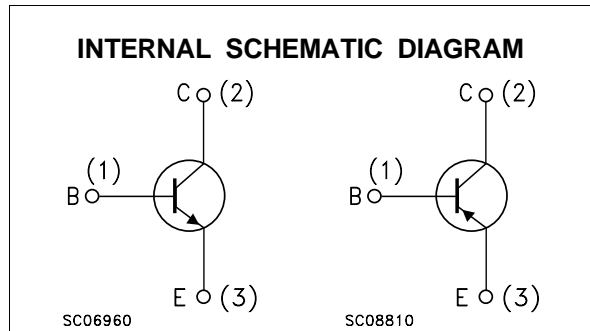 INTERNAL SCHEMATIC DIAGRAM
C (2)
(1)
B
E (3)
SC06960
C (2)
(1)
B
E (3)
SC08810